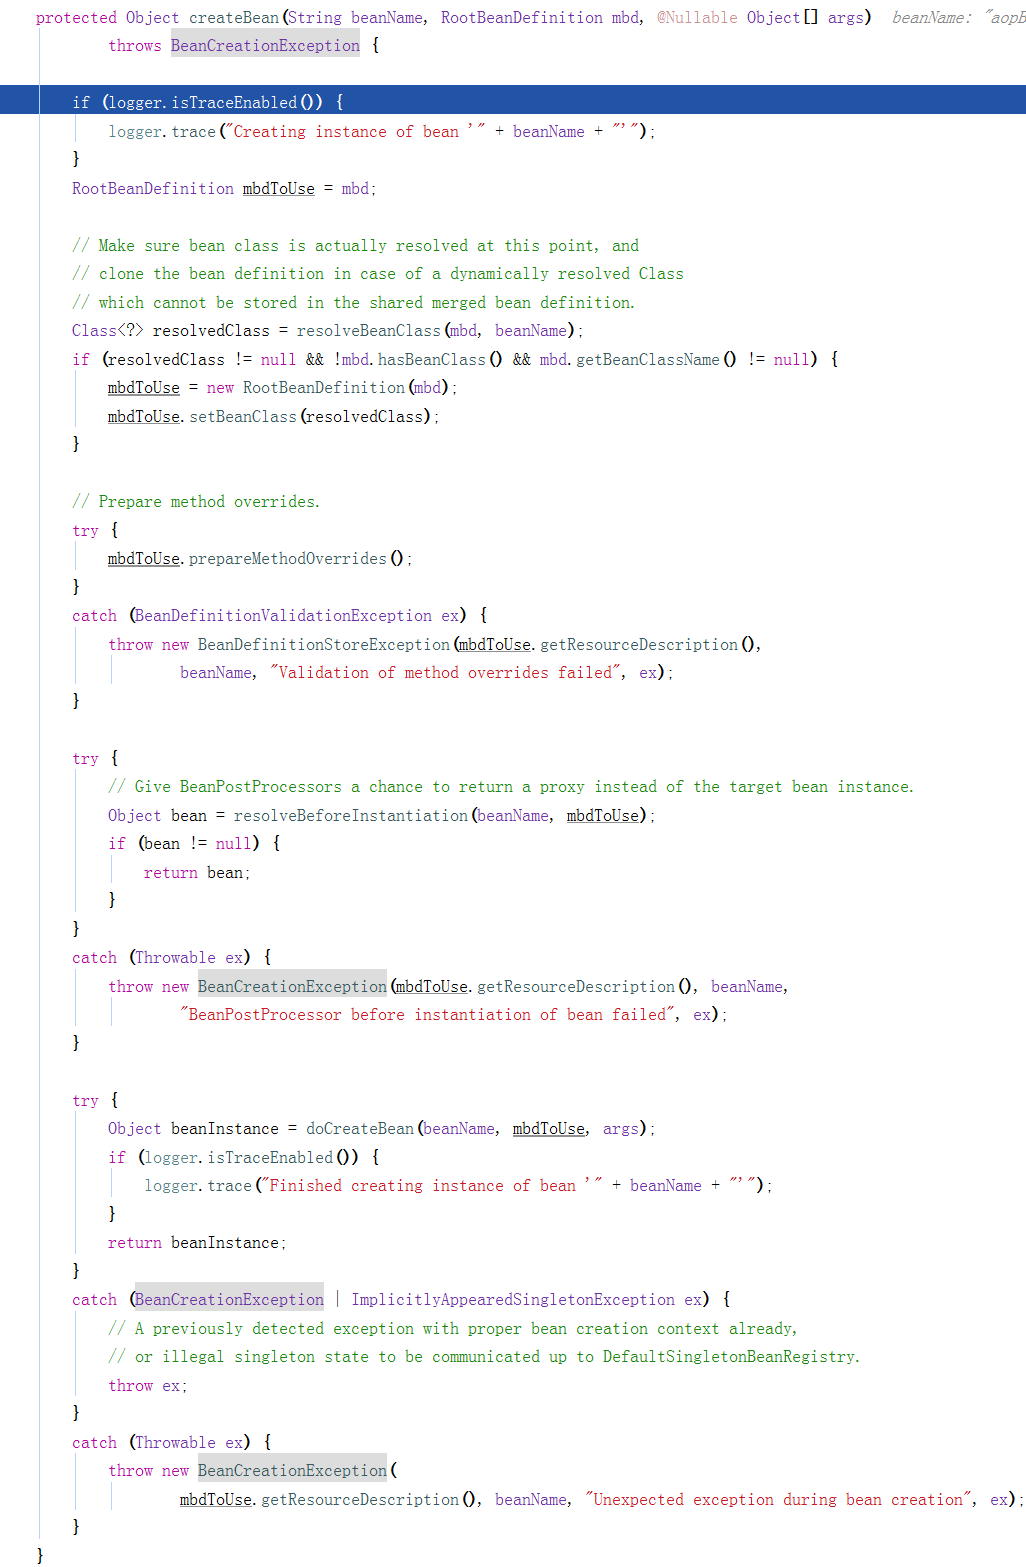 protected Object createBean(String beanName, RootBeanDefinition mbd, @Nullable Object[] args)  beanName: "aopB
        throws BeanCreationException {
    if (logger.isTraceEnabled()) {
        logger.trace("Creating instance of bean '" + beanName + "'");
    }
    RootBeanDefinition mbdToUse = mbd;
    // Make sure bean class is actually resolved at this point, and
    // clone the bean definition in case of a dynamically resolved Class
    // which cannot be stored in the shared merged bean definition.
    Class<?> resolvedClass = resolveBeanClass(mbd, beanName);
    if (resolvedClass != null && !mbd.hasBeanClass() && mbd.getBeanClassName() != null) {
        mbdToUse = new RootBeanDefinition(mbd);
        mbdToUse.setBeanClass(resolvedClass);
    }
    // Prepare method overrides.
    try {
        mbdToUse.prepareMethodOverrides();
    }
    catch (BeanDefinitionValidationException ex) {
        throw new BeanDefinitionStoreException(mbdToUse.getResourceDescription(),
                beanName, "Validation of method overrides failed", ex);
    }
    try {
        // Give BeanPostProcessors a chance to return a proxy instead of the target bean instance.
        Object bean = resolveBeforeInstantiation(beanName, mbdToUse);
        if (bean != null) {
            return bean;
        }
    }
    catch (Throwable ex) {
        throw new BeanCreationException(mbdToUse.getResourceDescription(), beanName,
                "BeanPostProcessor before instantiation of bean failed", ex);
    }
    try {
        Object beanInstance = doCreateBean(beanName, mbdToUse, args);
        if (logger.isTraceEnabled()) {
            logger.trace("Finished creating instance of bean '" + beanName + "'");
        }
        return beanInstance;
    }
    catch (BeanCreationException | ImplicitlyAppearedSingletonException ex) {
        // A previously detected exception with proper bean creation context already,
        // or illegal singleton state to be communicated up to DefaultSingletonBeanRegistry.
        throw ex;
    }
    catch (Throwable ex) {
        throw new BeanCreationException(
                mbdToUse.getResourceDescription(), beanName, "Unexpected exception during bean creation", ex);
    }
}